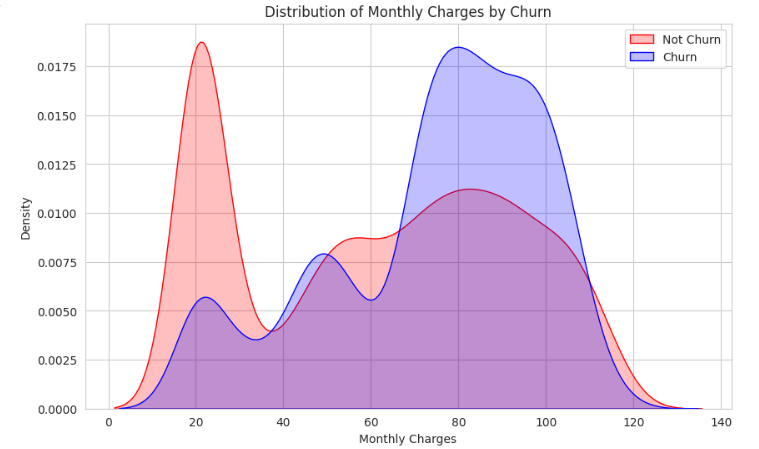 Distribution of Monthly Charges by Churn
Not Churn
Churn
0.0175
0.0150
0.0125
0.0100
0.0075
0.0050
0.0025
0.0000
Density
0 20 40 60 80 100 120 140
Monthly Charges